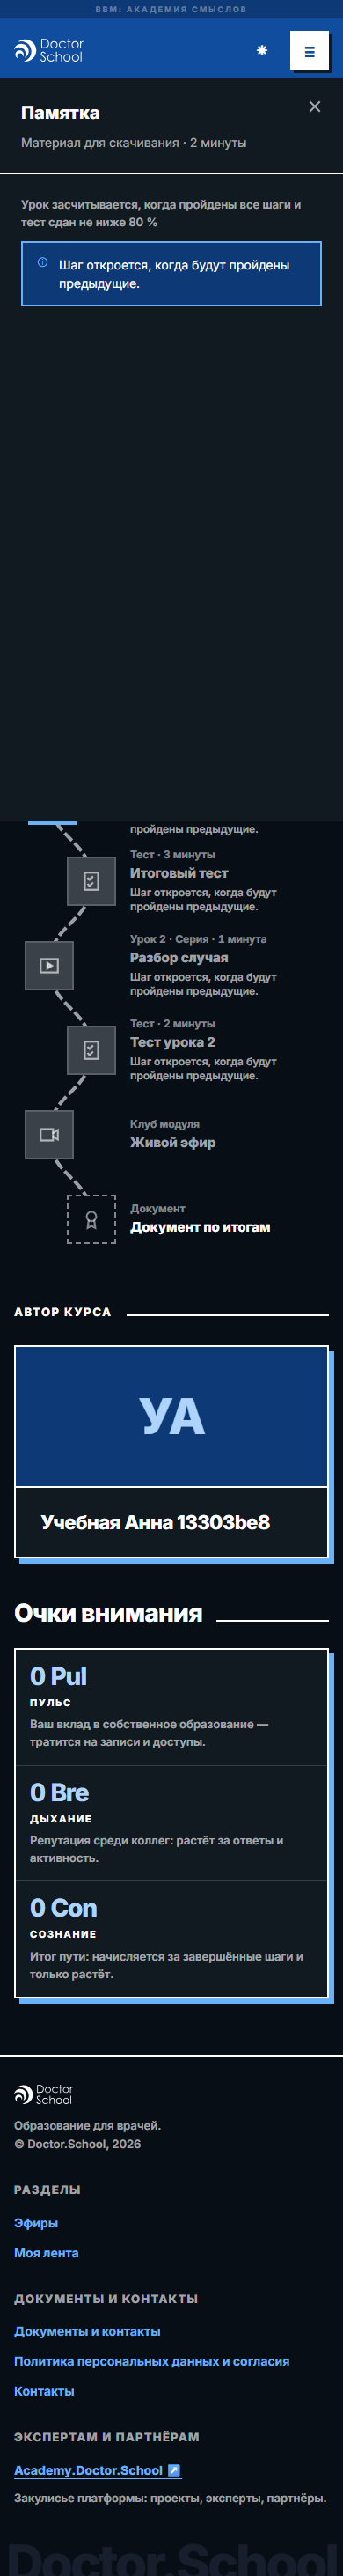 ВВМ: АКАДЕМИЯ СМЫСЛОВ
Doctor
School
Памятка
Материал для скачивания · 2 минуты
Урок засчитывается, когда пройдены все шаги и
тест сдан не ниже 80 %
Шаг откроется, когда будут пройдены
предыдущие.
пройдены предыдущие.
Тест · 3 минуты
Итоговый тест
Шаг откроется, когда будут
пройдены предыдущие.
Урок 2 · Серия · 1 минута
Разбор случая
Шаг откроется, когда будут
пройдены предыдущие.
Тест · 2 минуты
Тест урока 2
Шаг откроется, когда будут
пройдены предыдущие.
Клуб модуля
Живой эфир
Документ
Документ по итогам
АВТОР КУРСА
УА
Учебная Анна 13303be8
Очки внимания
0 Pul
ПУЛЬС
Ваш вклад в собственное образование —
тратится на записи и доступы.
0 Bre
ДЫХАНИЕ
Репутация среди коллег: растёт за ответы и
активность.
0 Con
СОЗНАНИЕ
Итог пути: начисляется за завершённые шаги и
только растёт.
Doctor
School
Образование для врачей.
© Doctor.School, 2026
РАЗДЕЛЫ
Эфиры
Моя лента
ДОКУМЕНТЫ И КОНТАКТЫ
Документы и контакты
Политика персональных данных и согласия
Контакты
ЭКСПЕРТАМ И ПАРТНЁРАМ
Academy.Doctor.School
Закулисье платформы: проекты, эксперты, партнёры.
Doctor.School